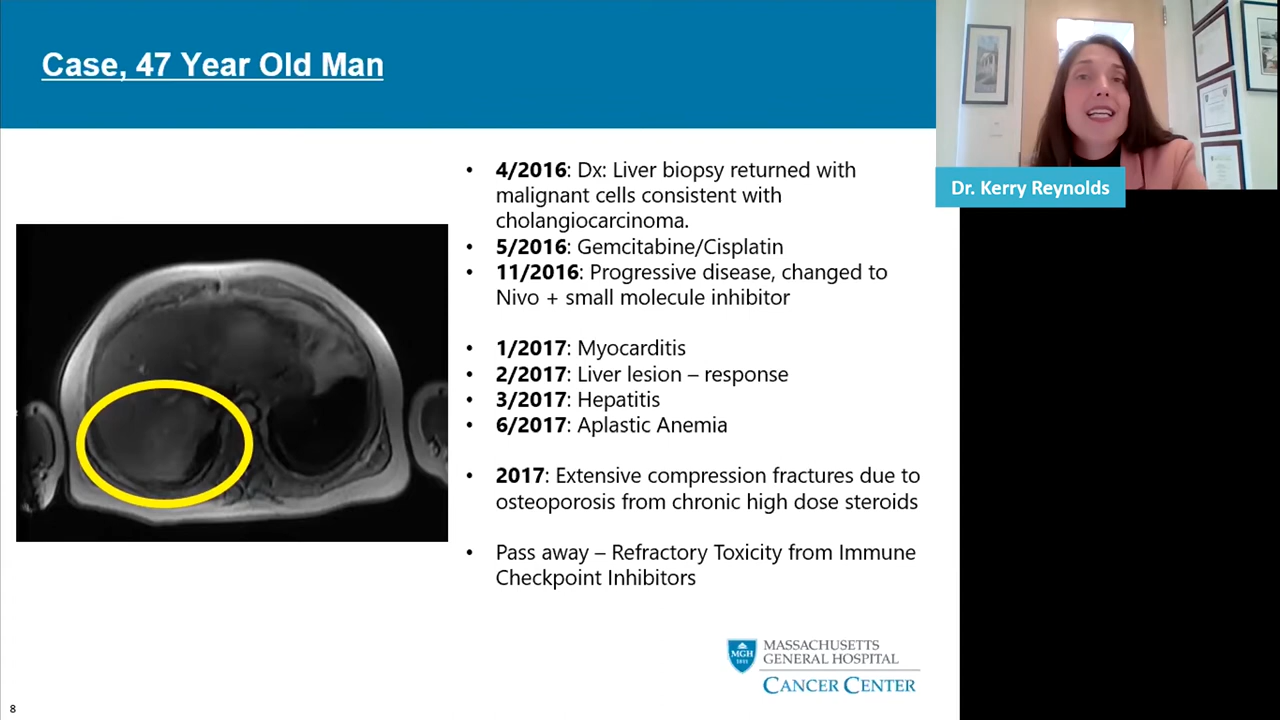 Case, 47 Year Old Man
• 4/2016: Dx: Liver biopsy returned with
malignant cells consistent with
cholangiocarcinoma.
• 5/2016: Gemcitabine/Cisplatin
• 11/2016: Progressive disease, changed to
Nivo + small molecule inhibitor
• 1/2017: Myocarditis
• 2/2017: Liver lesion – response
• 3/2017: Hepatitis
• 6/2017: Aplastic Anemia
• 2017: Extensive compression fractures due to
osteoporosis from chronic high dose steroids
• Pass away – Refractory Toxicity from Immune
Checkpoint Inhibitors
MGH
1811
MASSACHUSETTS
GENERAL HOSPITAL
CANCER CENTER
8
Dr. Kerry Reynolds